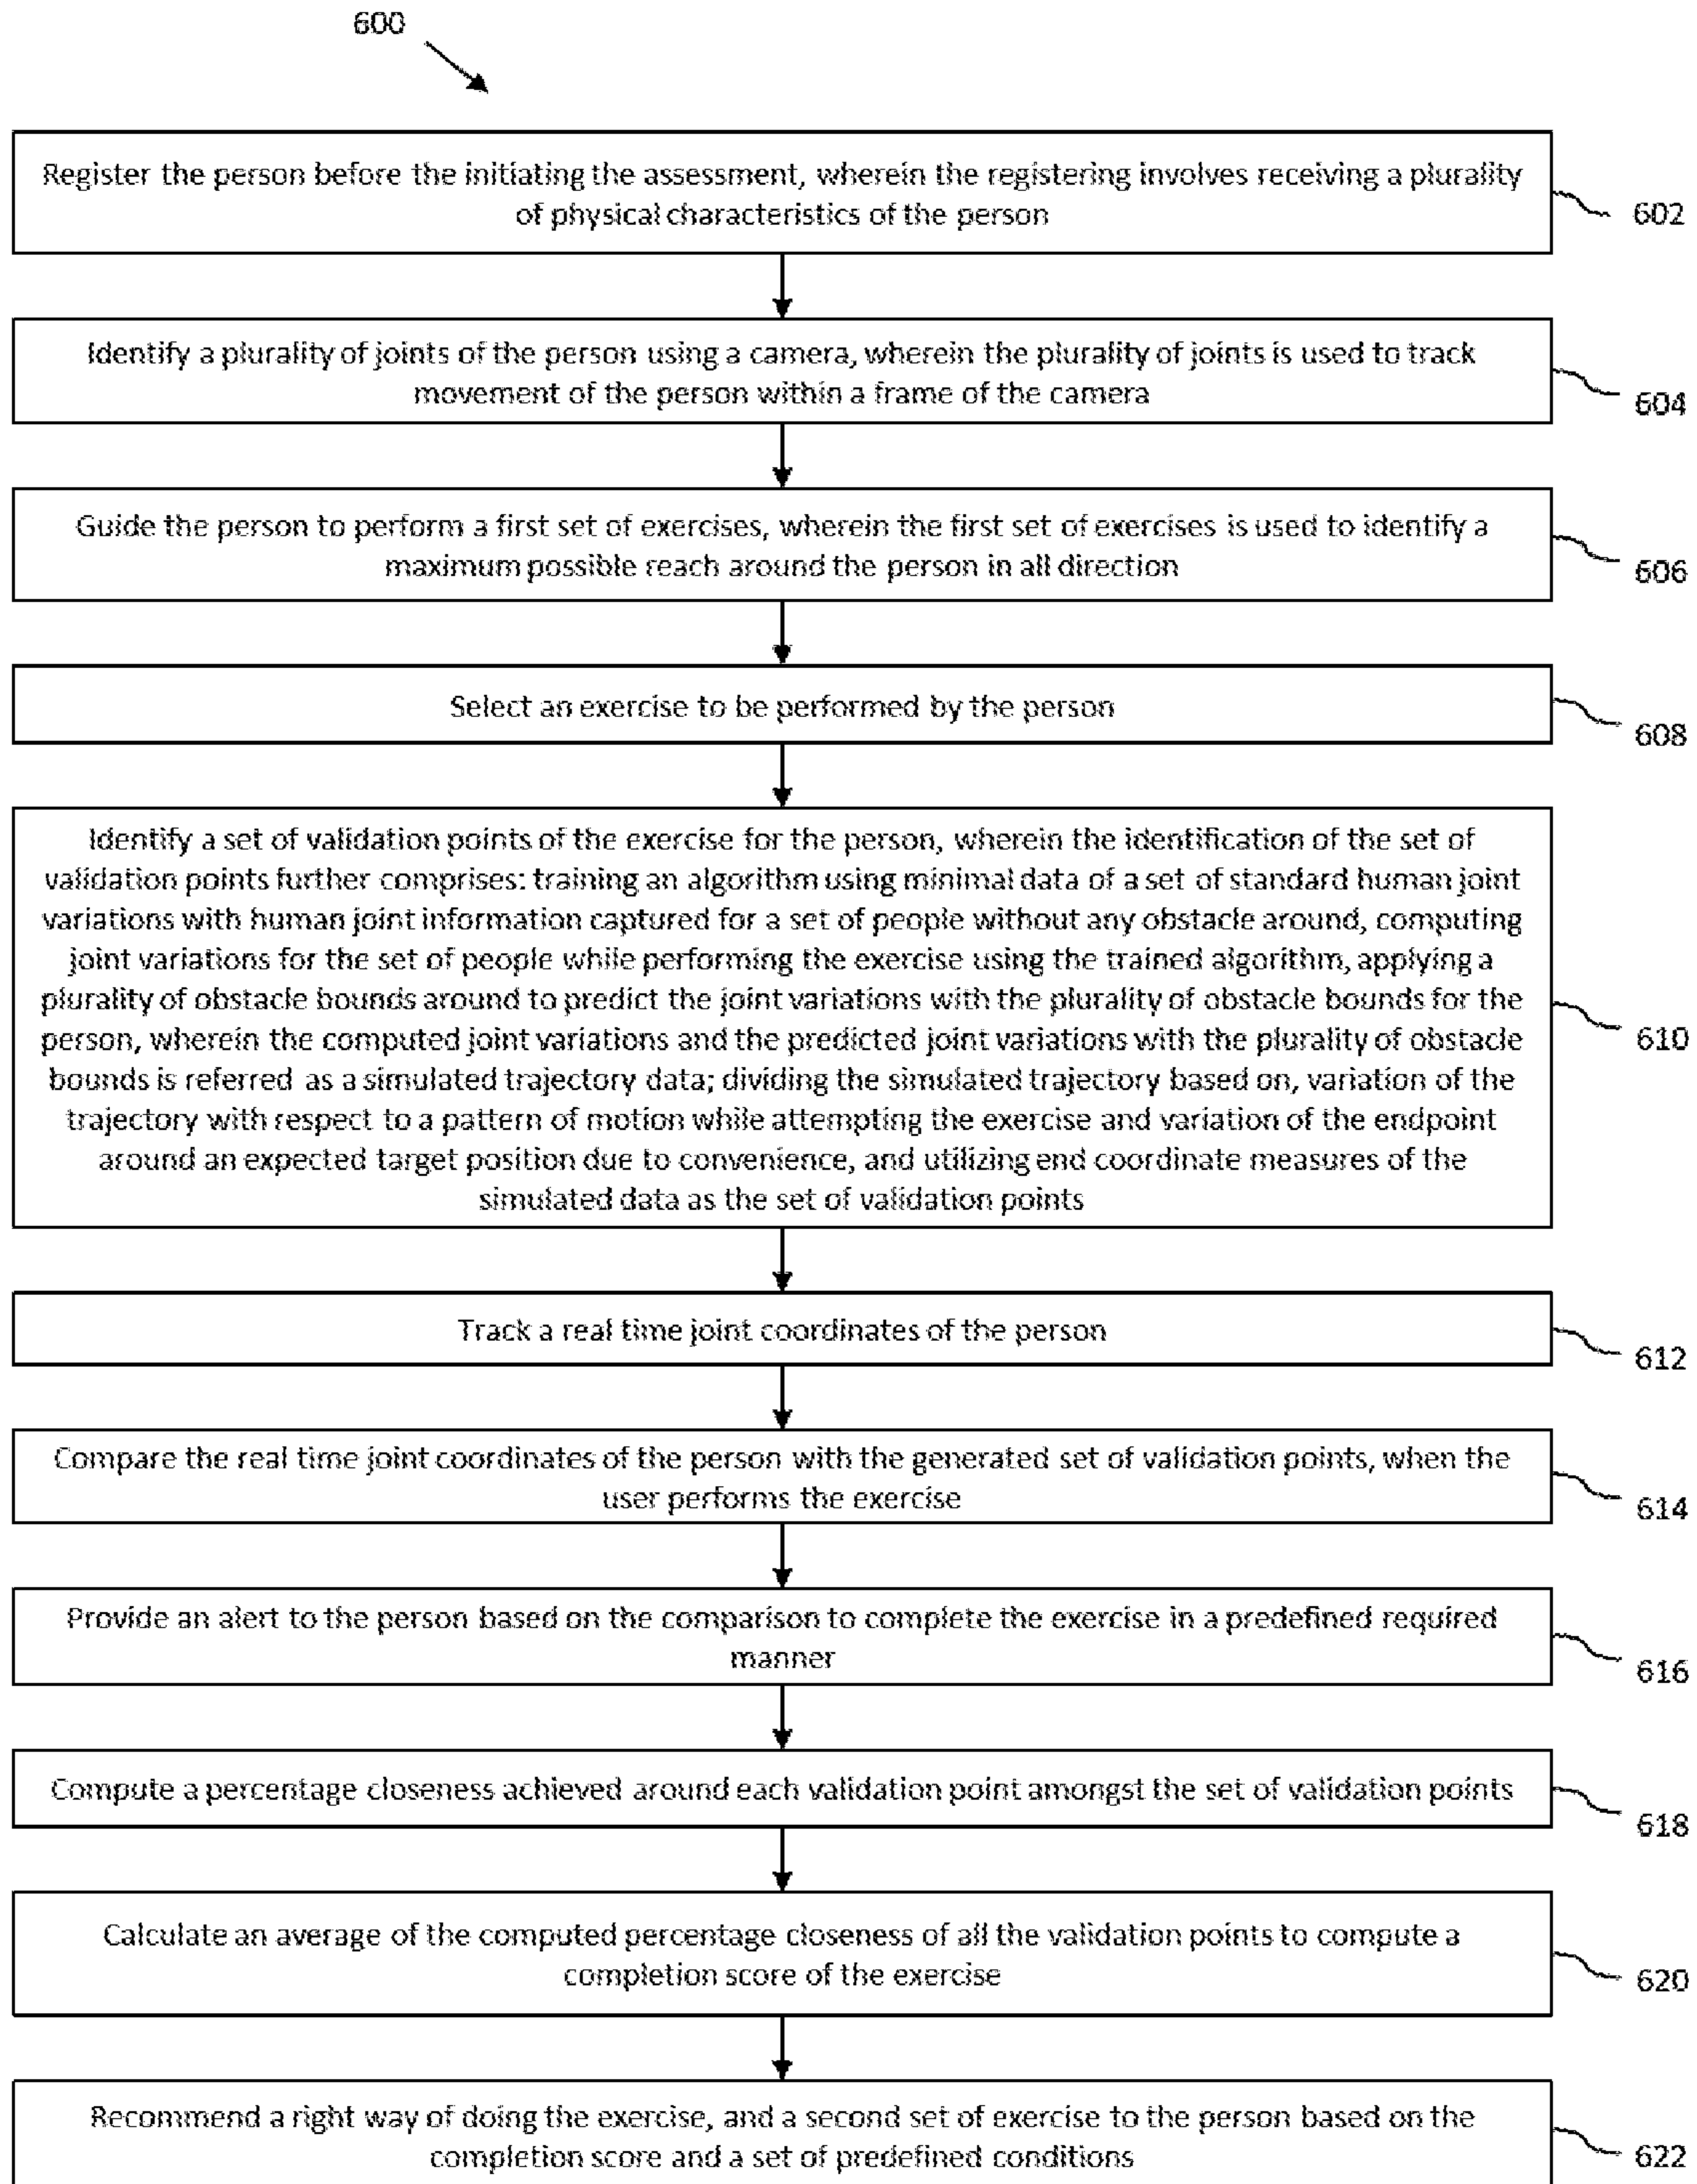 600
Register the person before the initiating the assessment, wherein the registering involves receiving a plurality
of physical characteristics of the person
602
Identify a plurality of joints of the person using a camera, wherein the plurality of joints is used to track
movement of the person within a frame of the camera
604
Guide the person to perform a first set of exercises, wherein the first set of exercises is used to identify a
maximum possible reach around the person in all direction
606
Select an exercise to be performed by the person
608
Identify a set of validation points of the exercise for the person, wherein the identification of the set of
validation points further comprises: training an algorithm using minimal data of a set of standard human joint
variations with human joint information captured for a set of people without any obstacle around, computing
joint variations for the set of people while performing the exercise using the trained algorithm, applying a
plurality of obstacle bounds around to predict the joint variations with the plurality of obstacle bounds for the
person, wherein the computed joint variations and the predicted joint variations with the plurality of obstacle
bounds is referred as a simulated trajectory data; dividing the simulated trajectory based on, variation of the
trajectory with respect to a pattern of motion while attempting the exercise and variation of the endpoint
around an expected target position due to convenience, and utilizing end coordinate measures of the
simulated data as the set of validation points
610
Track a real time joint coordinates of the person
612
Compare the real time joint coordinates of the person with the generated set of validation points, when the
user performs the exercise
614
Provide an alert to the person based on the comparison to complete the exercise in a predefined required
manner
616
Compute a percentage closeness achieved around each validation point amongst the set of validation points
618
Calculate an average of the computed percentage closeness of all the validation points to compute a
completion score of the exercise
620
Recommend a right way of doing the exercise, and a second set of exercise to the person based on the
completion score and a set of predefined conditions
622